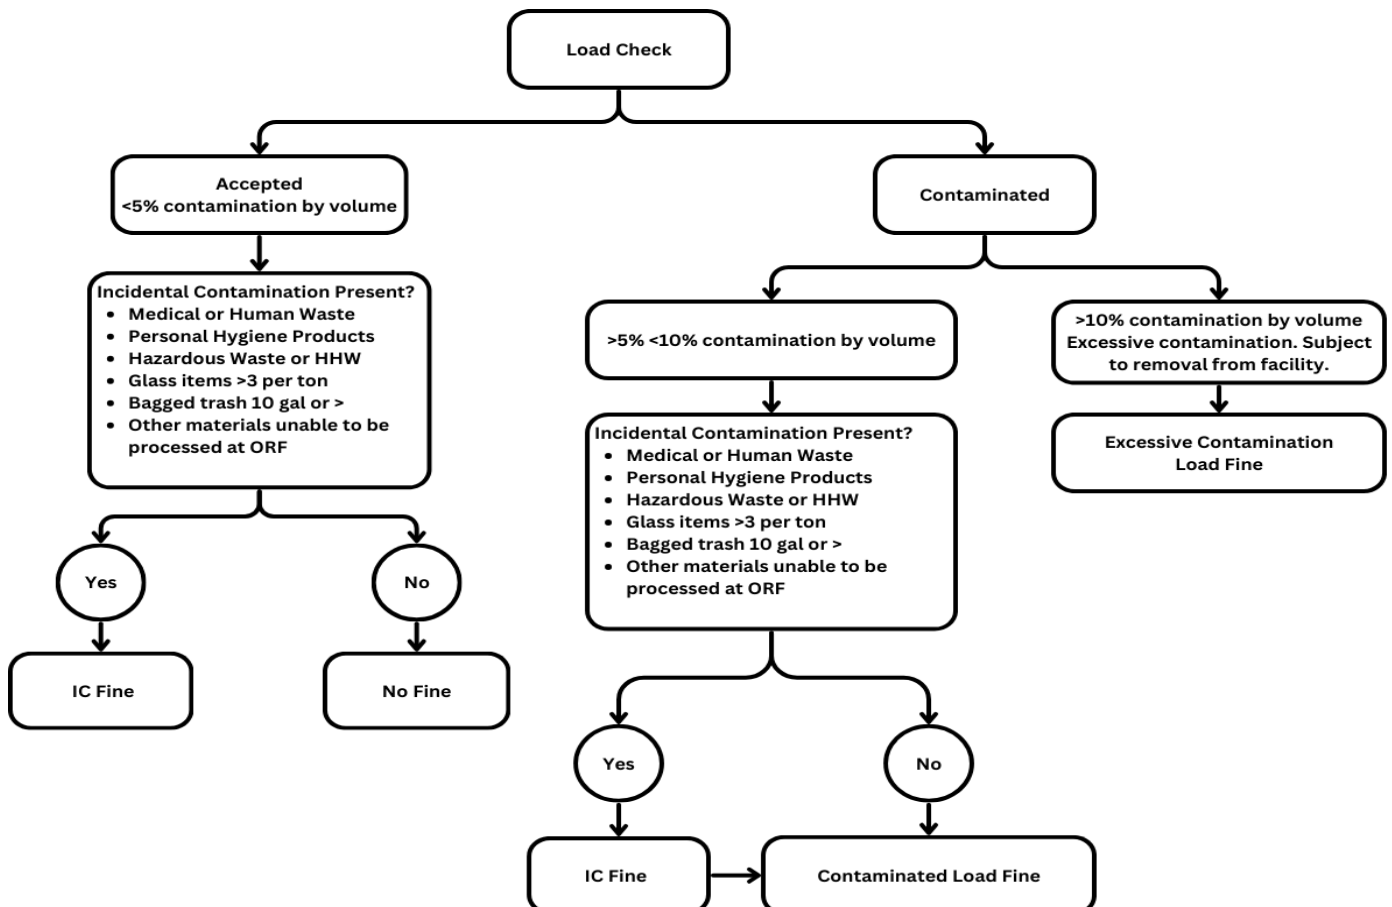 Load Check
Accepted
<5% contamination by volume
Contaminated
Incidental Contamination Present?
• Medical or Human Waste
• Personal Hygiene Products
• Hazardous Waste or HHW
• Glass items >3 per ton
• Bagged trash 10 gal or >
• Other materials unable to be
processed at ORF
>5% <10% contamination by volume
>10% contamination by volume
Excessive contamination. Subject
to removal from facility.
Incidental Contamination Present?
• Medical or Human Waste
• Personal Hygiene Products
• Hazardous Waste or HHW
• Glass items >3 per ton
• Bagged trash 10 gal or >
• Other materials unable to be
processed at ORF
Excessive Contamination
Load Fine
Yes
No
IC Fine
No Fine
Yes
No
IC Fine
Contaminated Load Fine